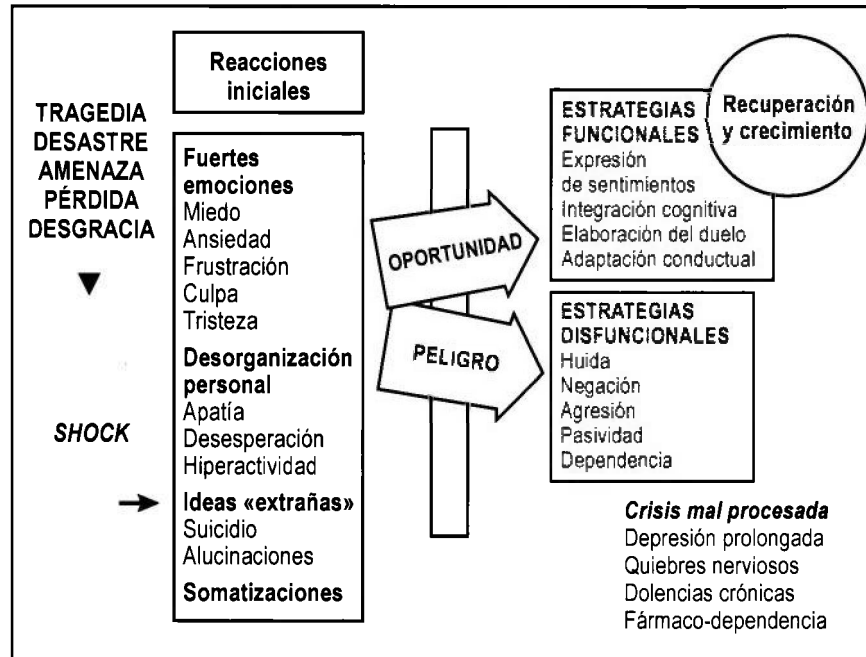 TRAGEDIA
DESASTRE
AMENAZA
PÉRDIDA
DESGRACIA
SHOCK
Reacciones
iniciales
Fuertes
emociones
Miedo
Ansiedad
Frustración
Culpa
Tristeza
Desorganización
personal
Apatía
Desesperación
Hiperactividad
Ideas «extrañas»
Suicidio
Alucinaciones
Somatizaciones
OPORTUNIDAD
PELIGRO
ESTRATEGIAS
FUNCIONALES
Expresión
de sentimientos
Integración cognitiva
Elaboración del duelo
Adaptación conductual
Recuperación
y crecimiento
ESTRATEGIAS
DISFUNCIONALES
Huida
Negación
Agresión
Pasividad
Dependencia
Crisis mal procesada
Depresión prolongada
Quiebres nerviosos
Dolencias crónicas
Fármaco-dependencia